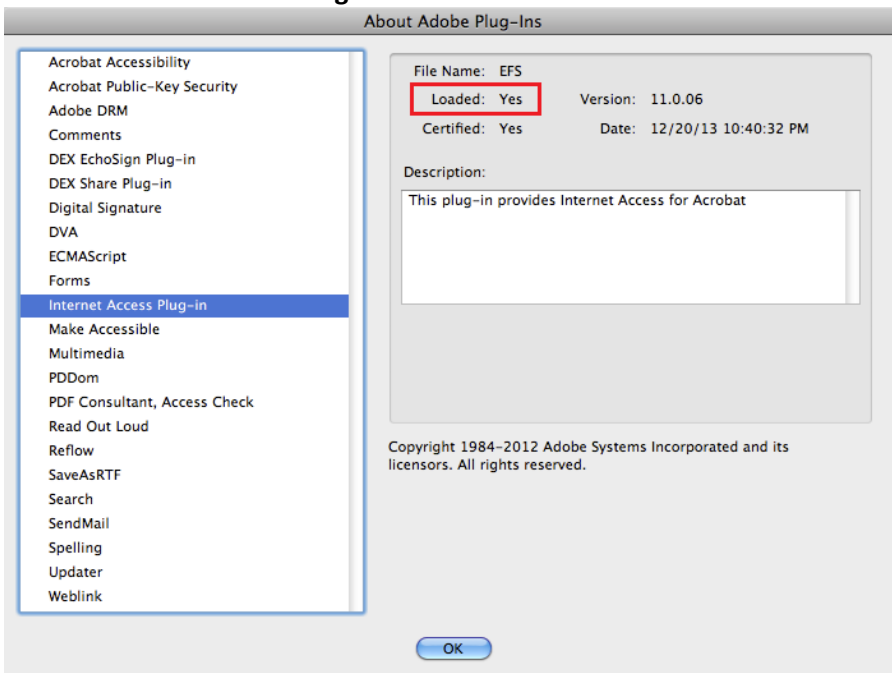 About Adobe Plug-Ins
Acrobat Accessibility
Acrobat Public-Key Security
Adobe DRM
Comments
DEX EchoSign Plug-in
DEX Share Plug-in
Digital Signature
DVA
ECMAScript
Forms
Internet Access Plug-in
Make Accessible
Multimedia
PDDom
PDF Consultant, Access Check
Read Out Loud
Reflow
SaveAsRTF
Search
SendMail
Spelling
Updater
Weblink
File Name: EFS
Loaded: Yes Version: 11.0.06
Certified: Yes Date: 12/20/13 10:40:32 PM
Description:
This plug-in provides Internet Access for Acrobat
Copyright 1984-2012 Adobe Systems Incorporated and its
licensors. All rights reserved.
OK